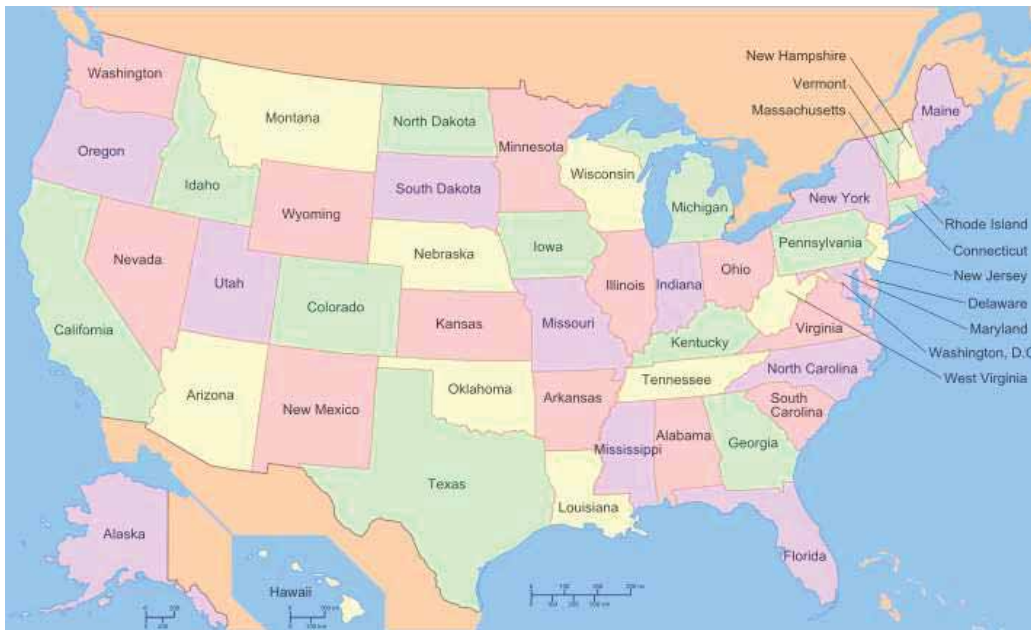 New Hampshire
Vermont
Massachusetts
Washington
Montana
North Dakota
Minnesota
Maine
Oregon
Idaho
South Dakota
Wisconsin
Michigan
New York
Wyoming
Rhode Island
Pennsylvania
Connecticut
Iowa
Nebraska
Nevada
Utah
Ohio
New Jersey
Illinois
Indiana
Colorado
Delaware
California
Kansas
Missouri
Virginia
Maryland
Kentucky
Washington, D.C
North Carolina
West Virginia
Tennessee
Oklahoma
Arizona
Arkansas
New Mexico
South
Carolina
Alabama
Georgia
Mississippi
Texas
Louisiana
Alaska
Florida
Hawaii